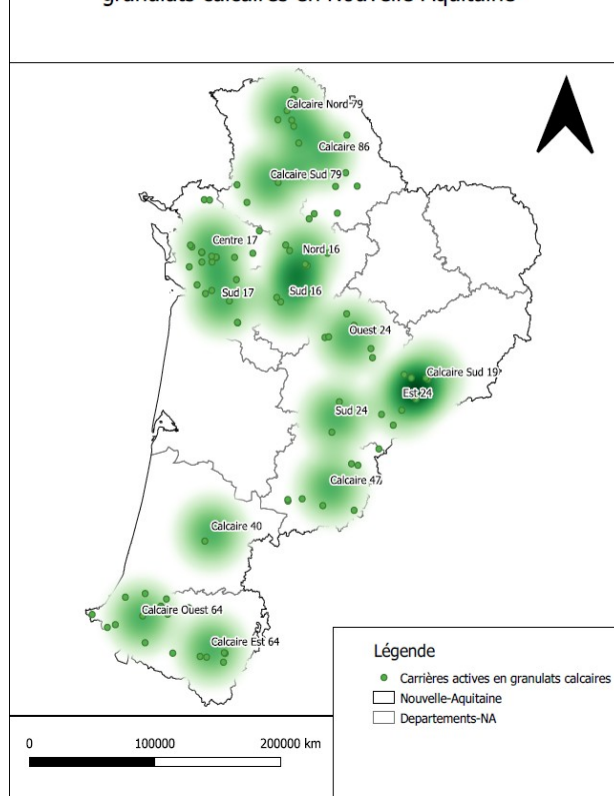 granulats calcaires en Nouvelle-Aquitaine
Calcaire Nord 79
Calcaire 86
Calcaire Sud 79
Centre 17
Nord 16
Sud 17
Sud 16
Ouest 24
Calcaire Sud 19
Est 24
Sud 24
Calcaire 47
Calcaire 40
Calcaire Ouest 64
Calcaire Est 64
Légende
Carrières actives en granulats calcaires
Nouvelle-Aquitaine
Departements-NA
0 100000 200000 km